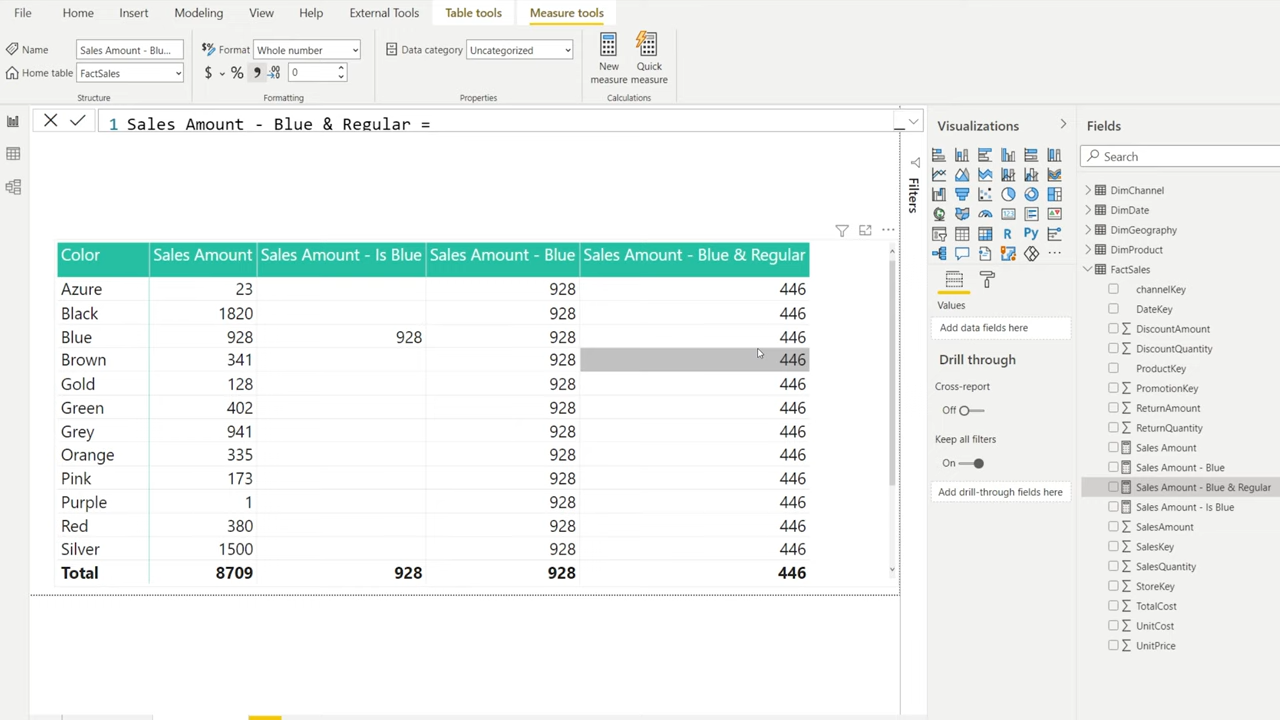 File Home Insert Modeling View Help External Tools Table tools Measure tools
Name Sales Amount - Blu... Format Whole number Data category Uncategorized
Home table FactSales $ % , .00 0 New measure Quick measure
Structure Formatting Properties Calculations
1 Sales Amount - Blue & Regular =
Color Sales Amount Sales Amount - Is Blue Sales Amount - Blue Sales Amount - Blue & Regular
Azure 23 928 446
Black 1820 928 446
Blue 928 928 928 446
Brown 341 928 446
Gold 128 928 446
Green 402 928 446
Grey 941 928 446
Orange 335 928 446
Pink 173 928 446
Purple 1 928 446
Red 380 928 446
Silver 1500 928 446
Total 8709 928 928 446
Filters
Visualizations
R Py
Values
Add data fields here
Drill through
Cross-report
Off
Keep all filters
On
Add drill-through fields here
Fields
Search
DimChannel
DimDate
DimGeography
DimProduct
FactSales
channelKey
DateKey
DiscountAmount
DiscountQuantity
ProductKey
PromotionKey
ReturnAmount
ReturnQuantity
Sales Amount
Sales Amount - Blue
Sales Amount - Blue & Regular
Sales Amount - Is Blue
SalesAmount
SalesKey
SalesQuantity
StoreKey
TotalCost
UnitCost
UnitPrice